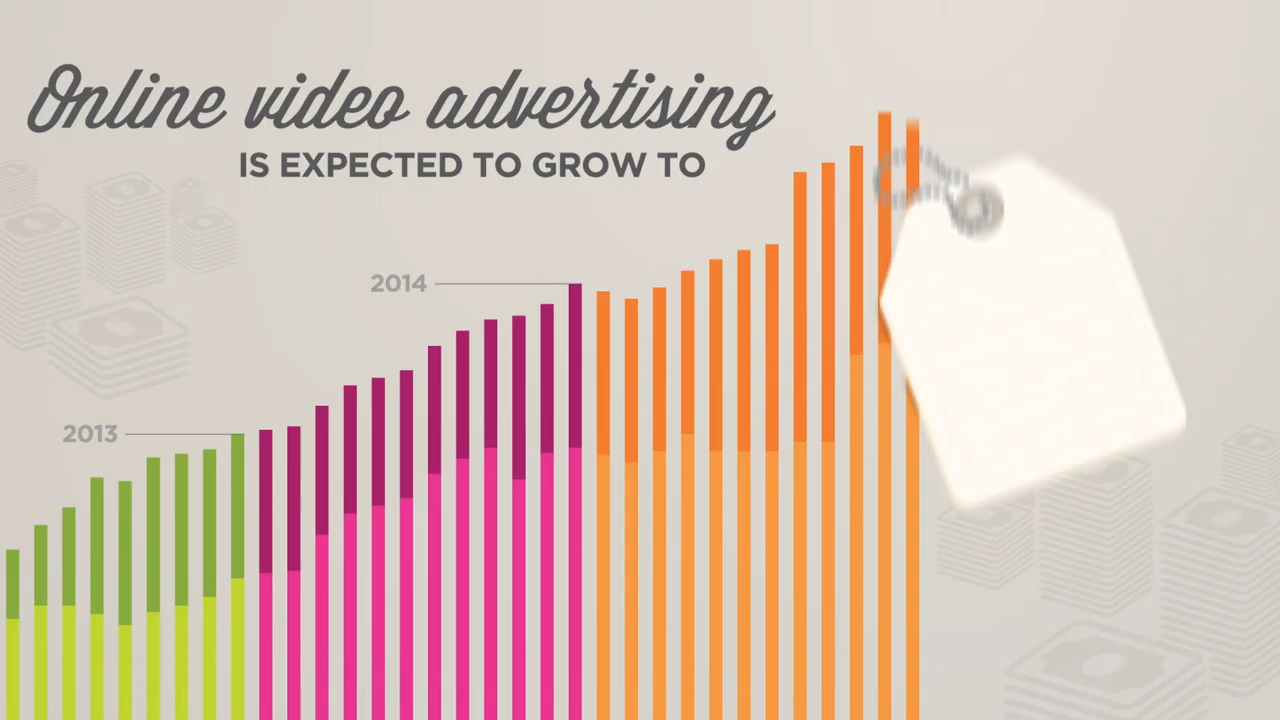 Online video advertising
IS EXPECTED TO GROW TO
2014
2013